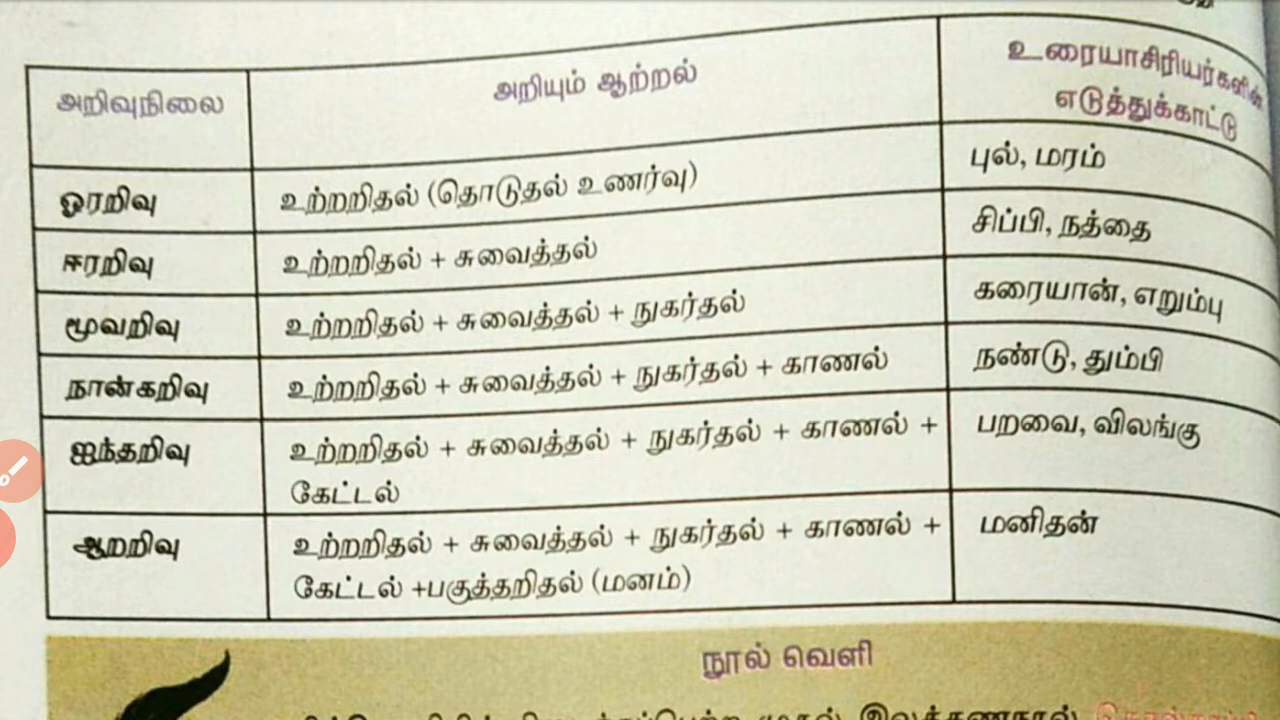 அறிவுநிலை அறியும் ஆற்றல் உரையாசிரியர்களின்
எடுத்துக்காட்டு
ஓரறிவு உற்றறிதல் (தொடுதல் உணர்வு) புல், மரம்
ஈரறிவு உற்றறிதல் + சுவைத்தல் சிப்பி, நத்தை
மூவறிவு உற்றறிதல் + சுவைத்தல் + நுகர்தல் கரையான், எறும்பு
நான்கறிவு உற்றறிதல் + சுவைத்தல் + நுகர்தல் + காணல் நண்டு, தும்பி
ஐந்தறிவு உற்றறிதல் + சுவைத்தல் + நுகர்தல் + காணல் + பறவை, விலங்கு
கேட்டல்
ஆறறிவு உற்றறிதல் + சுவைத்தல் + நுகர்தல் + காணல் + மனிதன்
கேட்டல் +பகுத்தறிதல் (மனம்)
நூல் வெளி